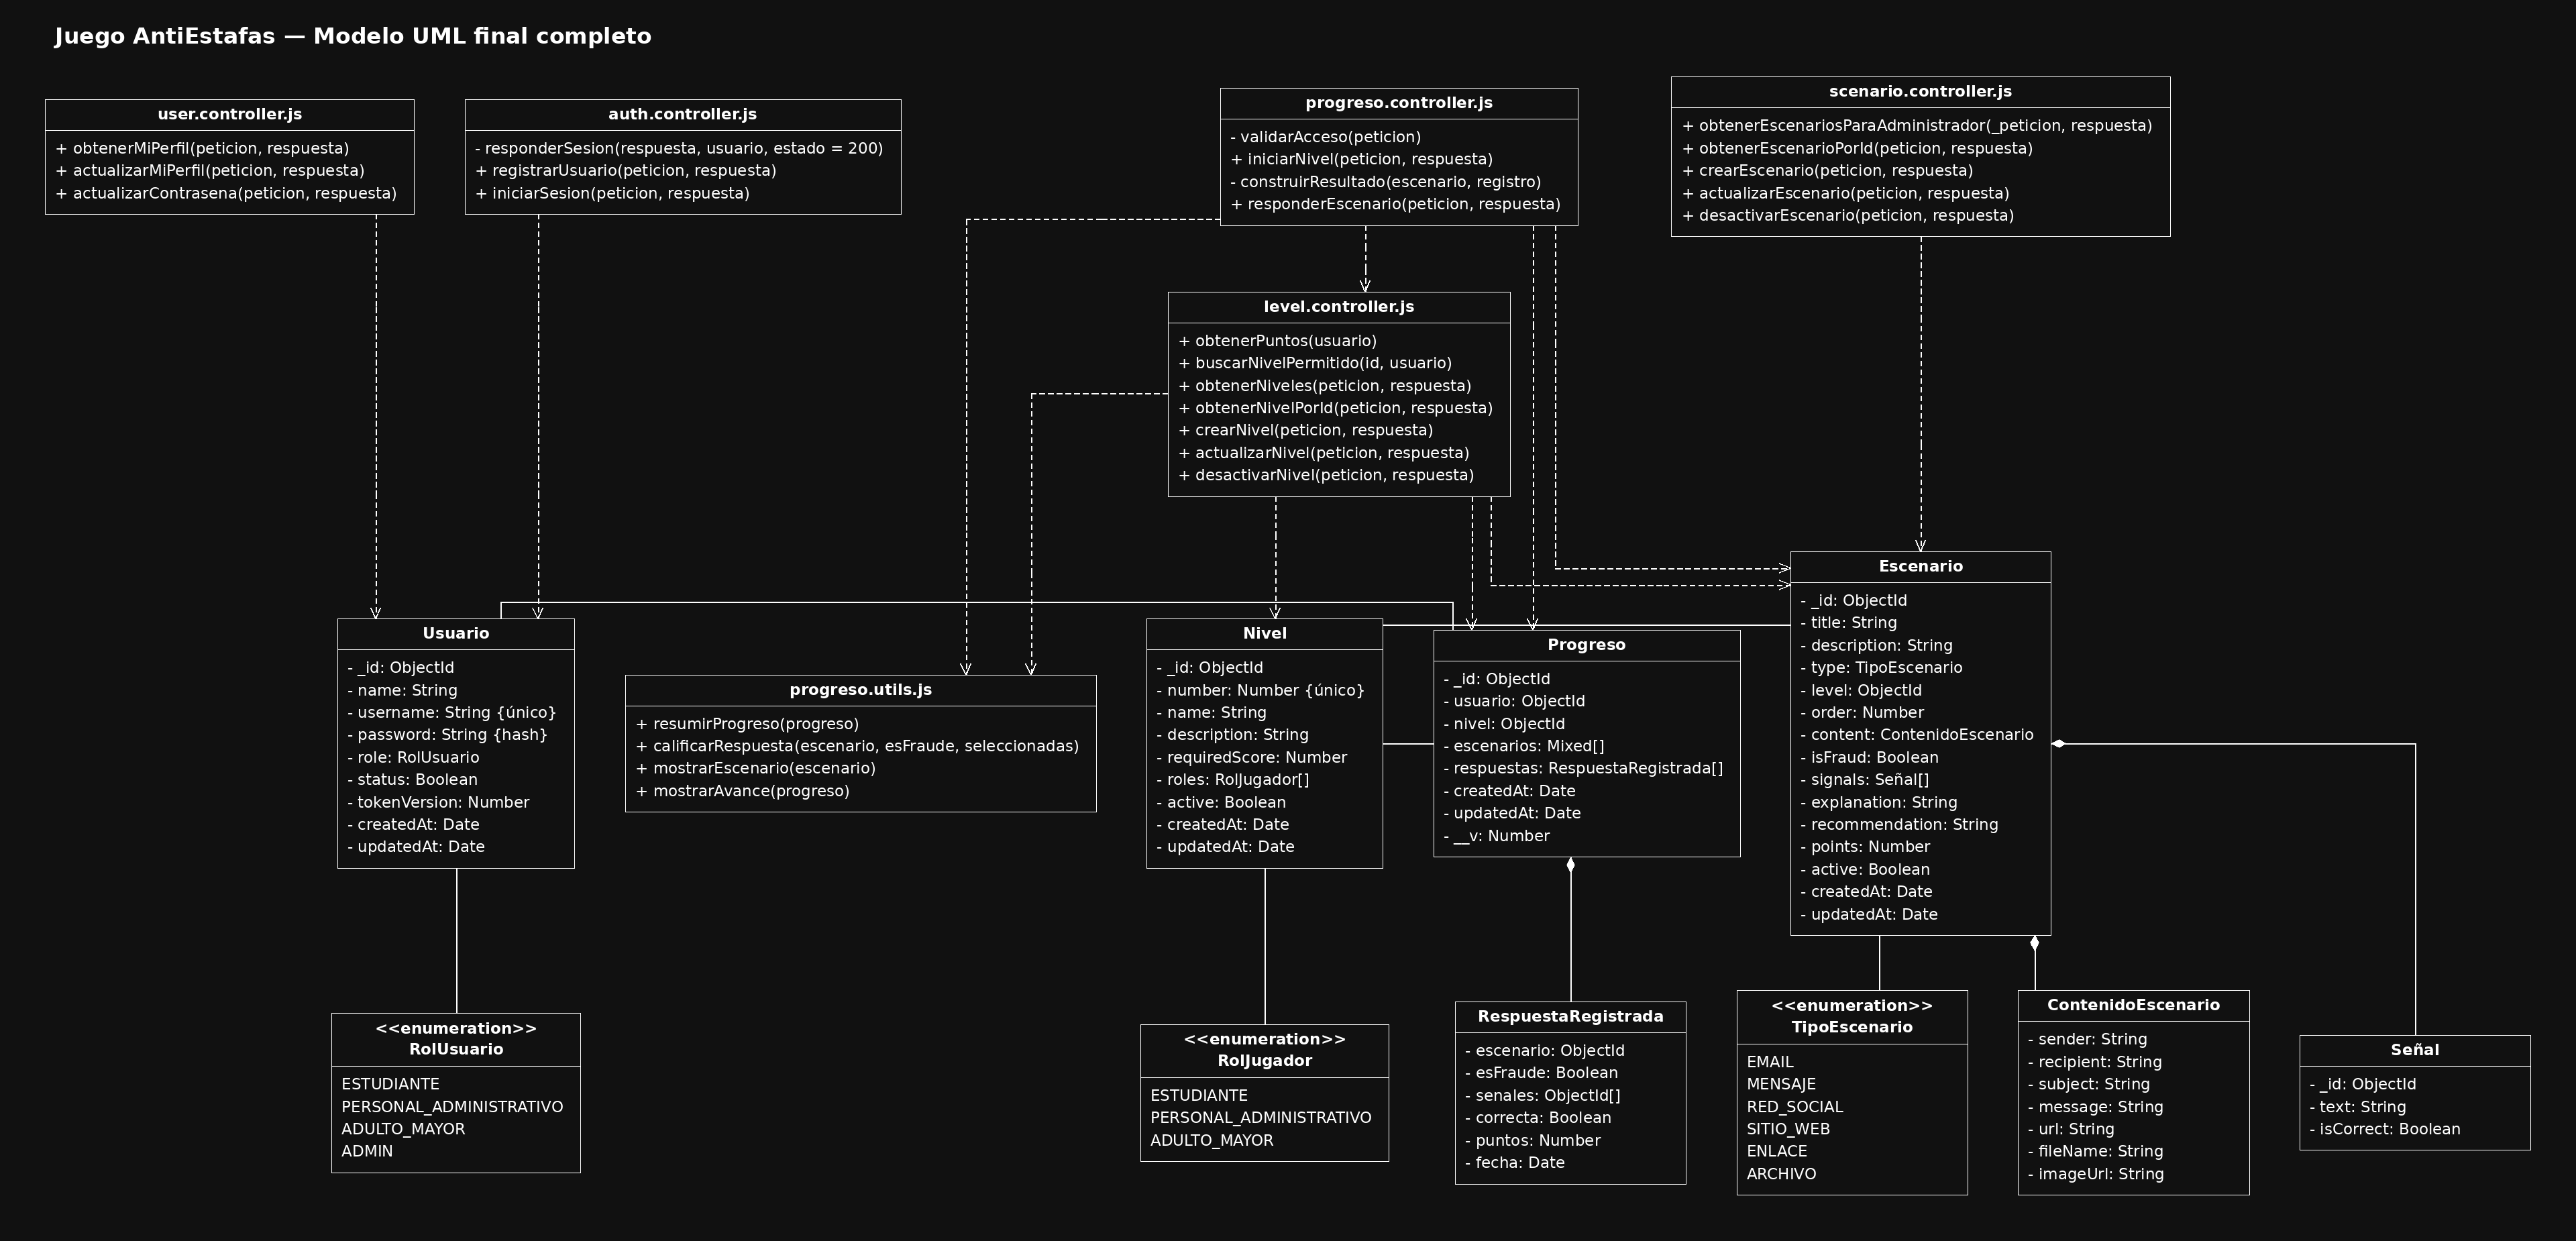 Juego AntiEstafas — Modelo UML final completo
user.controller.js
+ obtenerMiPerfil(peticion, respuesta)
+ actualizarMiPerfil(peticion, respuesta)
+ actualizarContrasena(peticion, respuesta)
auth.controller.js
- responderSesion(respuesta, usuario, estado = 200)
+ registrarUsuario(peticion, respuesta)
+ iniciarSesion(peticion, respuesta)
progreso.controller.js
- validarAcceso(peticion)
+ iniciarNivel(peticion, respuesta)
- construirResultado(escenario, registro)
+ responderEscenario(peticion, respuesta)
scenario.controller.js
+ obtenerEscenariosParaAdministrador(_peticion, respuesta)
+ obtenerEscenarioPorId(peticion, respuesta)
+ crearEscenario(peticion, respuesta)
+ actualizarEscenario(peticion, respuesta)
+ desactivarEscenario(peticion, respuesta)
level.controller.js
+ obtenerPuntos(usuario)
+ buscarNivelPermitido(id, usuario)
+ obtenerNiveles(peticion, respuesta)
+ obtenerNivelPorId(peticion, respuesta)
+ crearNivel(peticion, respuesta)
+ actualizarNivel(peticion, respuesta)
+ desactivarNivel(peticion, respuesta)
Usuario
- _id: ObjectId
- name: String
- username: String {único}
- password: String {hash}
- role: RolUsuario
- status: Boolean
- tokenVersion: Number
- createdAt: Date
- updatedAt: Date
progreso.utils.js
+ resumirProgreso(progreso)
+ calificarRespuesta(escenario, esFraude, seleccionadas)
+ mostrarEscenario(escenario)
+ mostrarAvance(progreso)
Nivel
- _id: ObjectId
- number: Number {único}
- name: String
- description: String
- requiredScore: Number
- roles: RolJugador[]
- active: Boolean
- createdAt: Date
- updatedAt: Date
Progreso
- _id: ObjectId
- usuario: ObjectId
- nivel: ObjectId
- escenarios: Mixed[]
- respuestas: RespuestaRegistrada[]
- createdAt: Date
- updatedAt: Date
- __v: Number
Escenario
- _id: ObjectId
- title: String
- description: String
- type: TipoEscenario
- level: ObjectId
- order: Number
- content: ContenidoEscenario
- isFraud: Boolean
- signals: Señal[]
- explanation: String
- recommendation: String
- points: Number
- active: Boolean
- createdAt: Date
- updatedAt: Date
<<enumeration>>
RolUsuario
ESTUDIANTE
PERSONAL_ADMINISTRATIVO
ADULTO_MAYOR
ADMIN
<<enumeration>>
RolJugador
ESTUDIANTE
PERSONAL_ADMINISTRATIVO
ADULTO_MAYOR
RespuestaRegistrada
- escenario: ObjectId
- esFraude: Boolean
- senales: ObjectId[]
- correcta: Boolean
- puntos: Number
- fecha: Date
<<enumeration>>
TipoEscenario
EMAIL
MENSAJE
RED_SOCIAL
SITIO_WEB
ENLACE
ARCHIVO
ContenidoEscenario
- sender: String
- recipient: String
- subject: String
- message: String
- url: String
- fileName: String
- imageUrl: String
Señal
- _id: ObjectId
- text: String
- isCorrect: Boolean